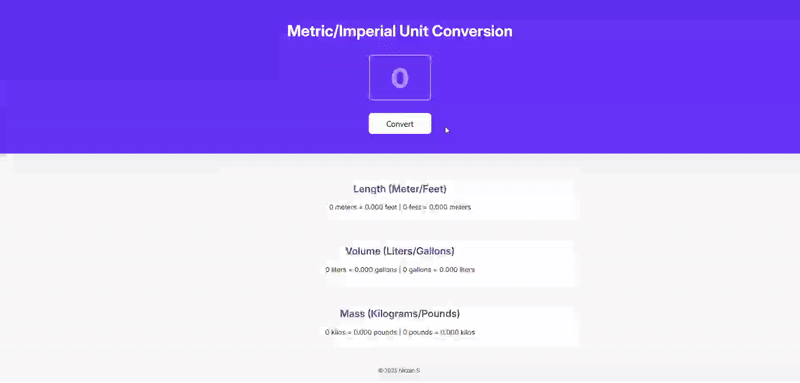 Metric/Imperial Unit Conversion
0
Convert
Length (Meter/Feet)
0 meters = 0.000 feet | 0 feet = 0.000 meters
Volume (Liters/Gallons)
0 liters = 0.000 gallons | 0 gallons = 0.000 liters
Mass (Kilograms/Pounds)
0 kilos = 0.000 pounds | 0 pounds = 0.000 kilos
©